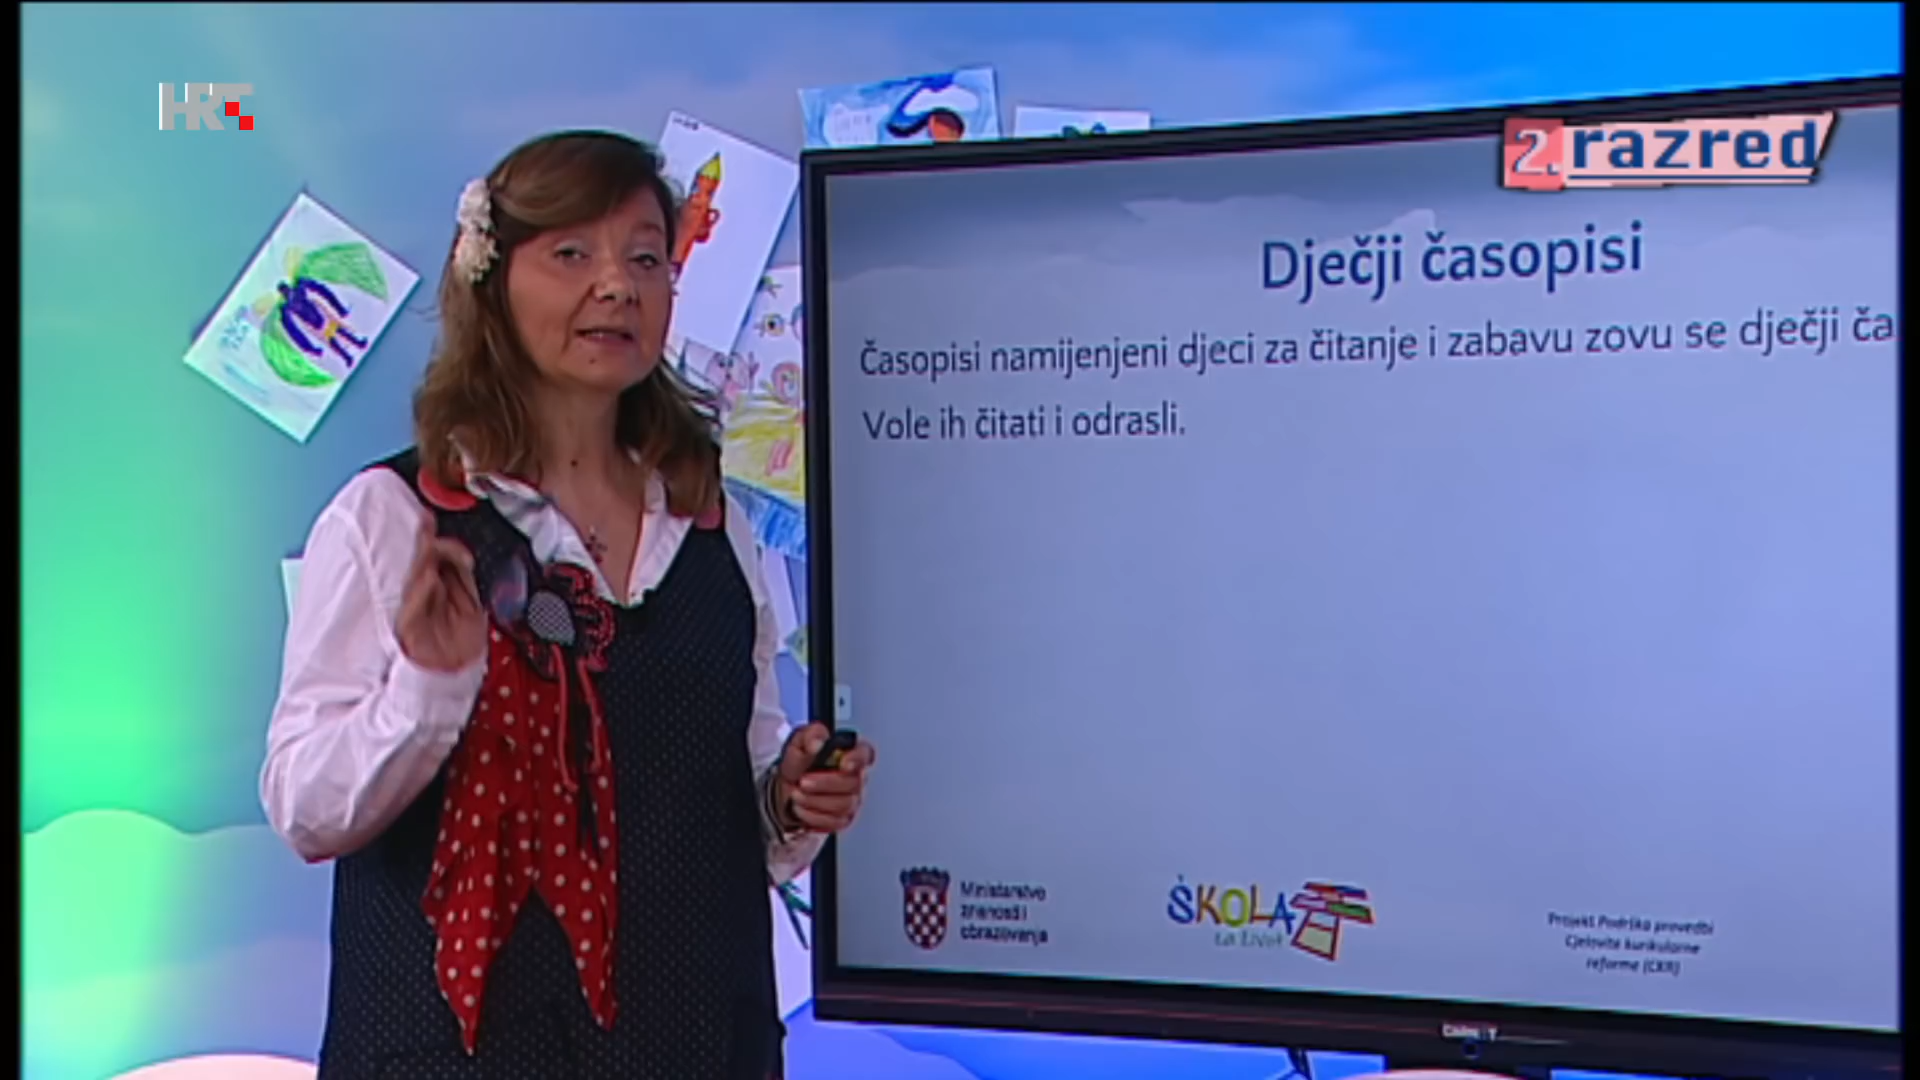 HRT
2. razred
Dječji časopisi
Časopisi namijenjeni djeci za čitanje i zabavu zovu se dječji ča
Vole ih čitati i odrasli.
Ministarstvo
znanosti i
obrazovanja
ŠKOLA
za život
Projekt Podrška provedbi
Cjelovite kurikularne
reforme (CKR)